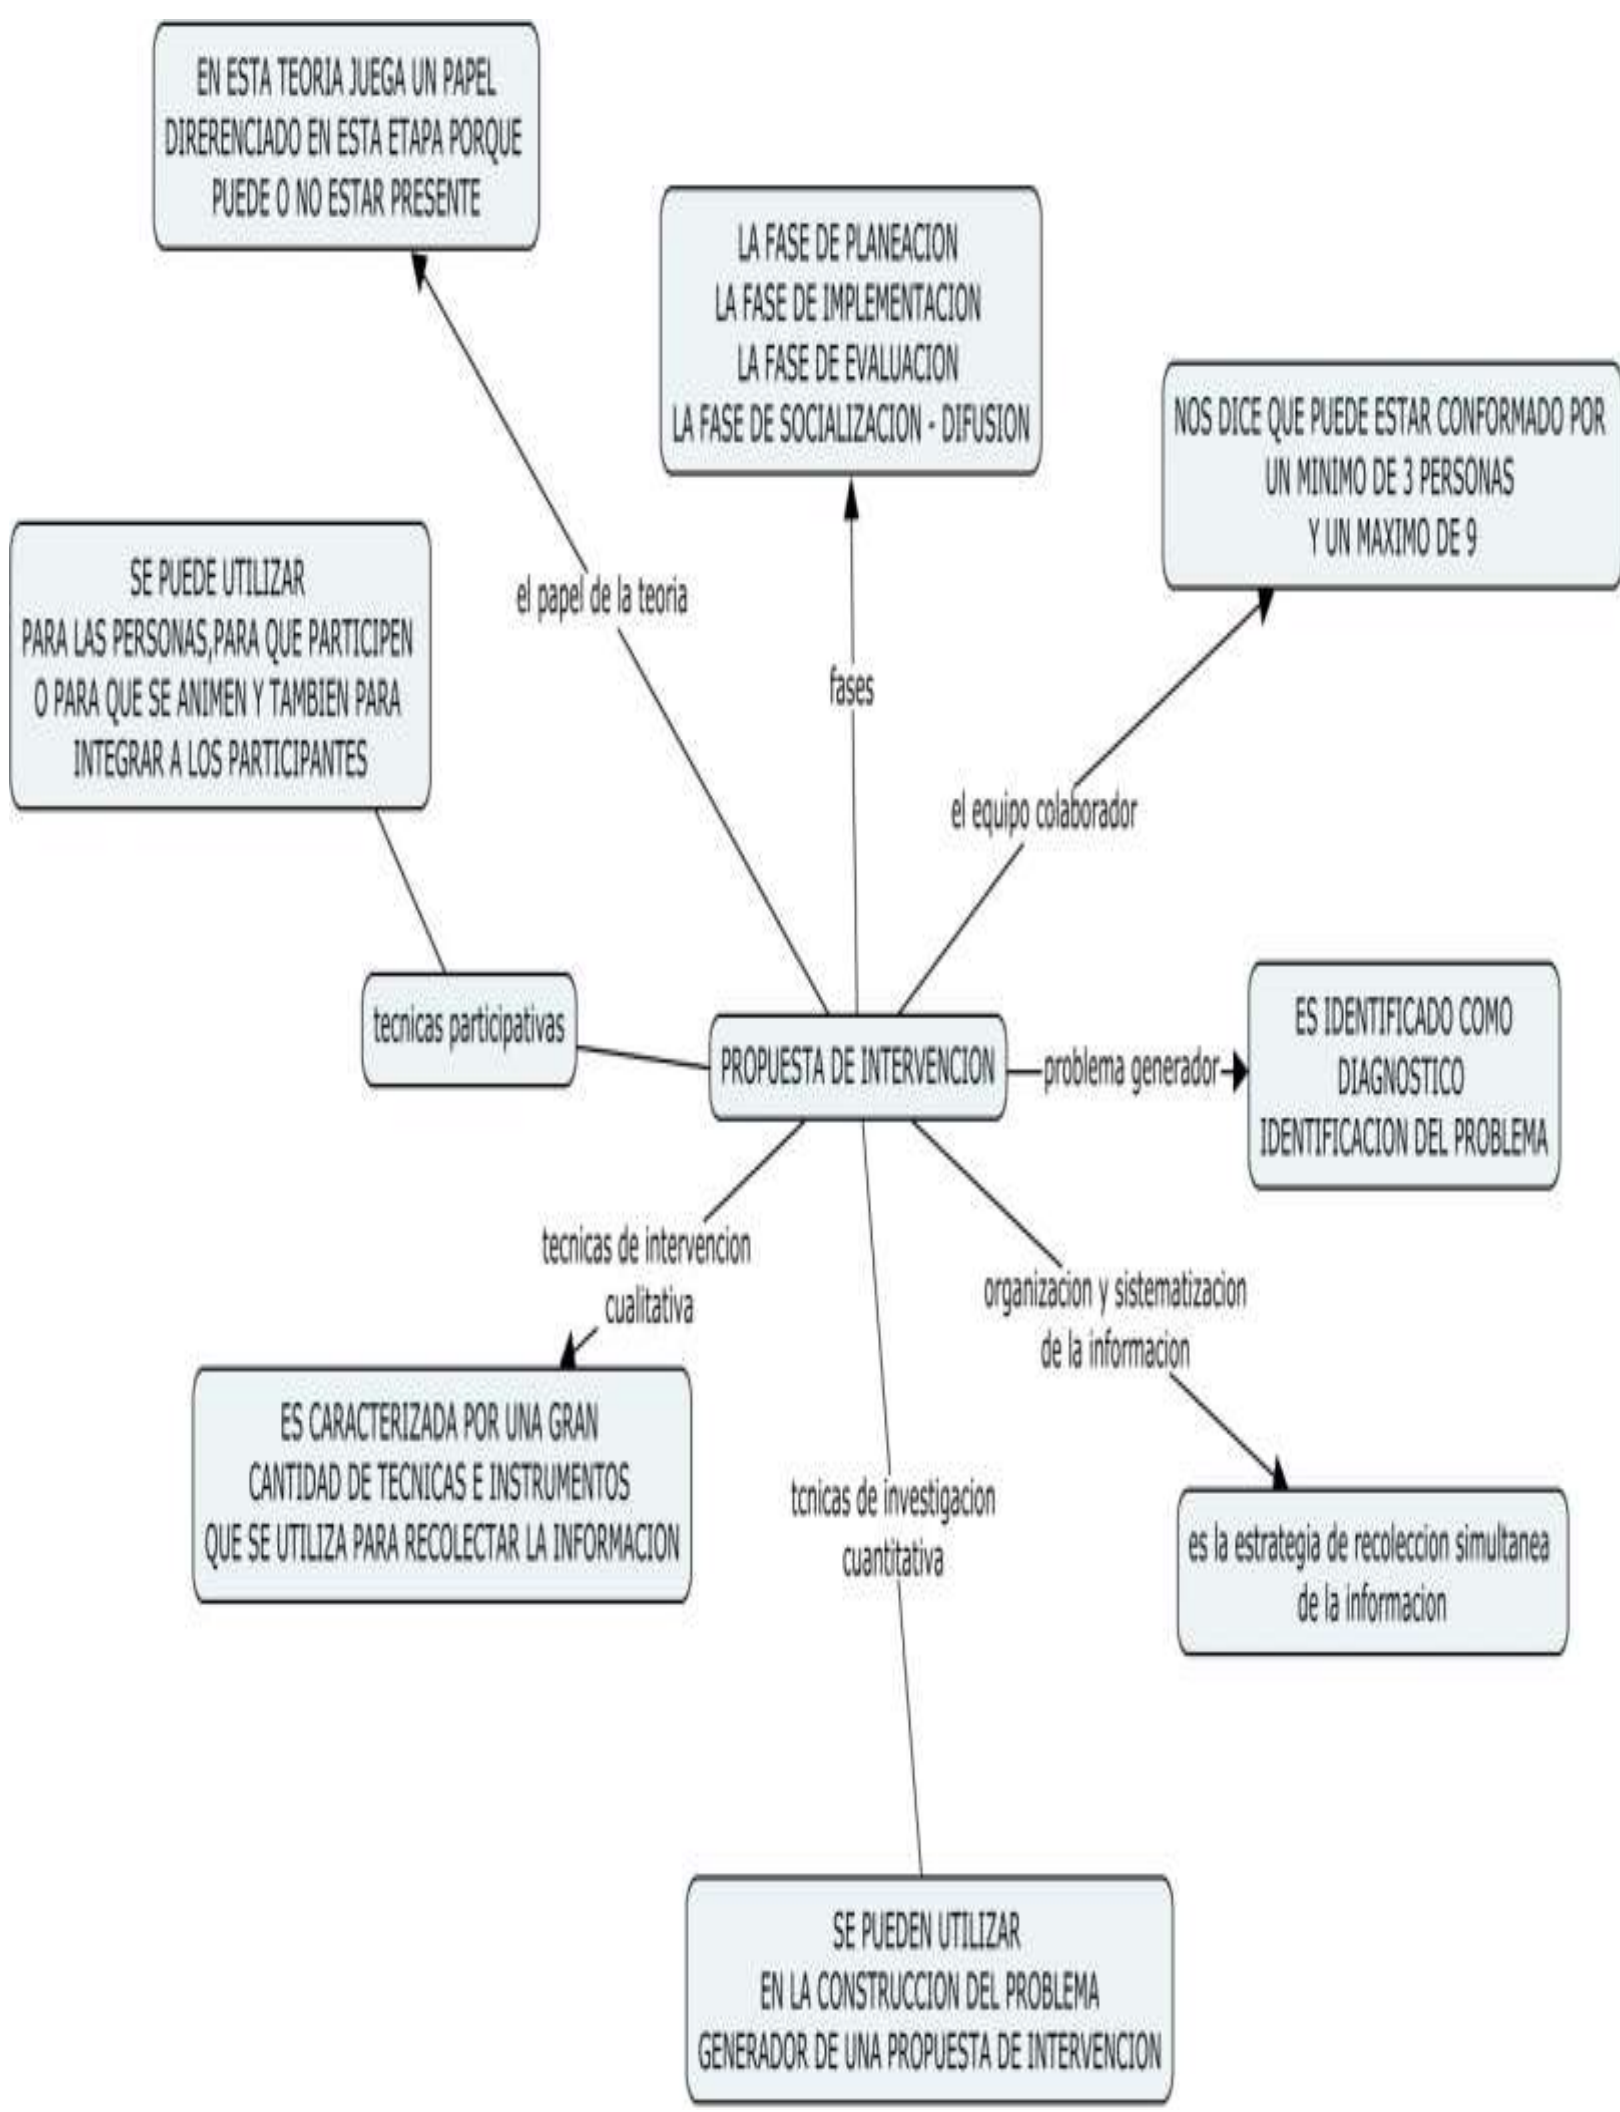 EN ESTA TEORIA JUEGA UN PAPEL
DIRERENCIADO EN ESTA ETAPA PORQUE
PUEDE O NO ESTAR PRESENTE
LA FASE DE PLANEACION
LA FASE DE IMPLEMENTACION
LA FASE DE EVALUACION
LA FASE DE SOCIALIZACION - DIFUSION
NOS DICE QUE PUEDE ESTAR CONFORMADO POR
UN MINIMO DE 3 PERSONAS
Y UN MAXIMO DE 9
SE PUEDE UTILIZAR
PARA LAS PERSONAS,PARA QUE PARTICIPEN
O PARA QUE SE ANIMEN Y TAMBIEN PARA
INTEGRAR A LOS PARTICIPANTES
el papel de la teoria
fases
el equipo colaborador
tecnicas participativas
PROPUESTA DE INTERVENCION
problema generador
ES IDENTIFICADO COMO
DIAGNOSTICO
IDENTIFICACION DEL PROBLEMA
tecnicas de intervencion
cualitativa
organizacion y sistematizacion
de la informacion
ES CARACTERIZADA POR UNA GRAN
CANTIDAD DE TECNICAS E INSTRUMENTOS
QUE SE UTILIZA PARA RECOLECTAR LA INFORMACION
tcnicas de investigacion
cuantitativa
es la estrategia de recoleccion simultanea
de la informacion
SE PUEDEN UTILIZAR
EN LA CONSTRUCCION DEL PROBLEMA
GENERADOR DE UNA PROPUESTA DE INTERVENCION